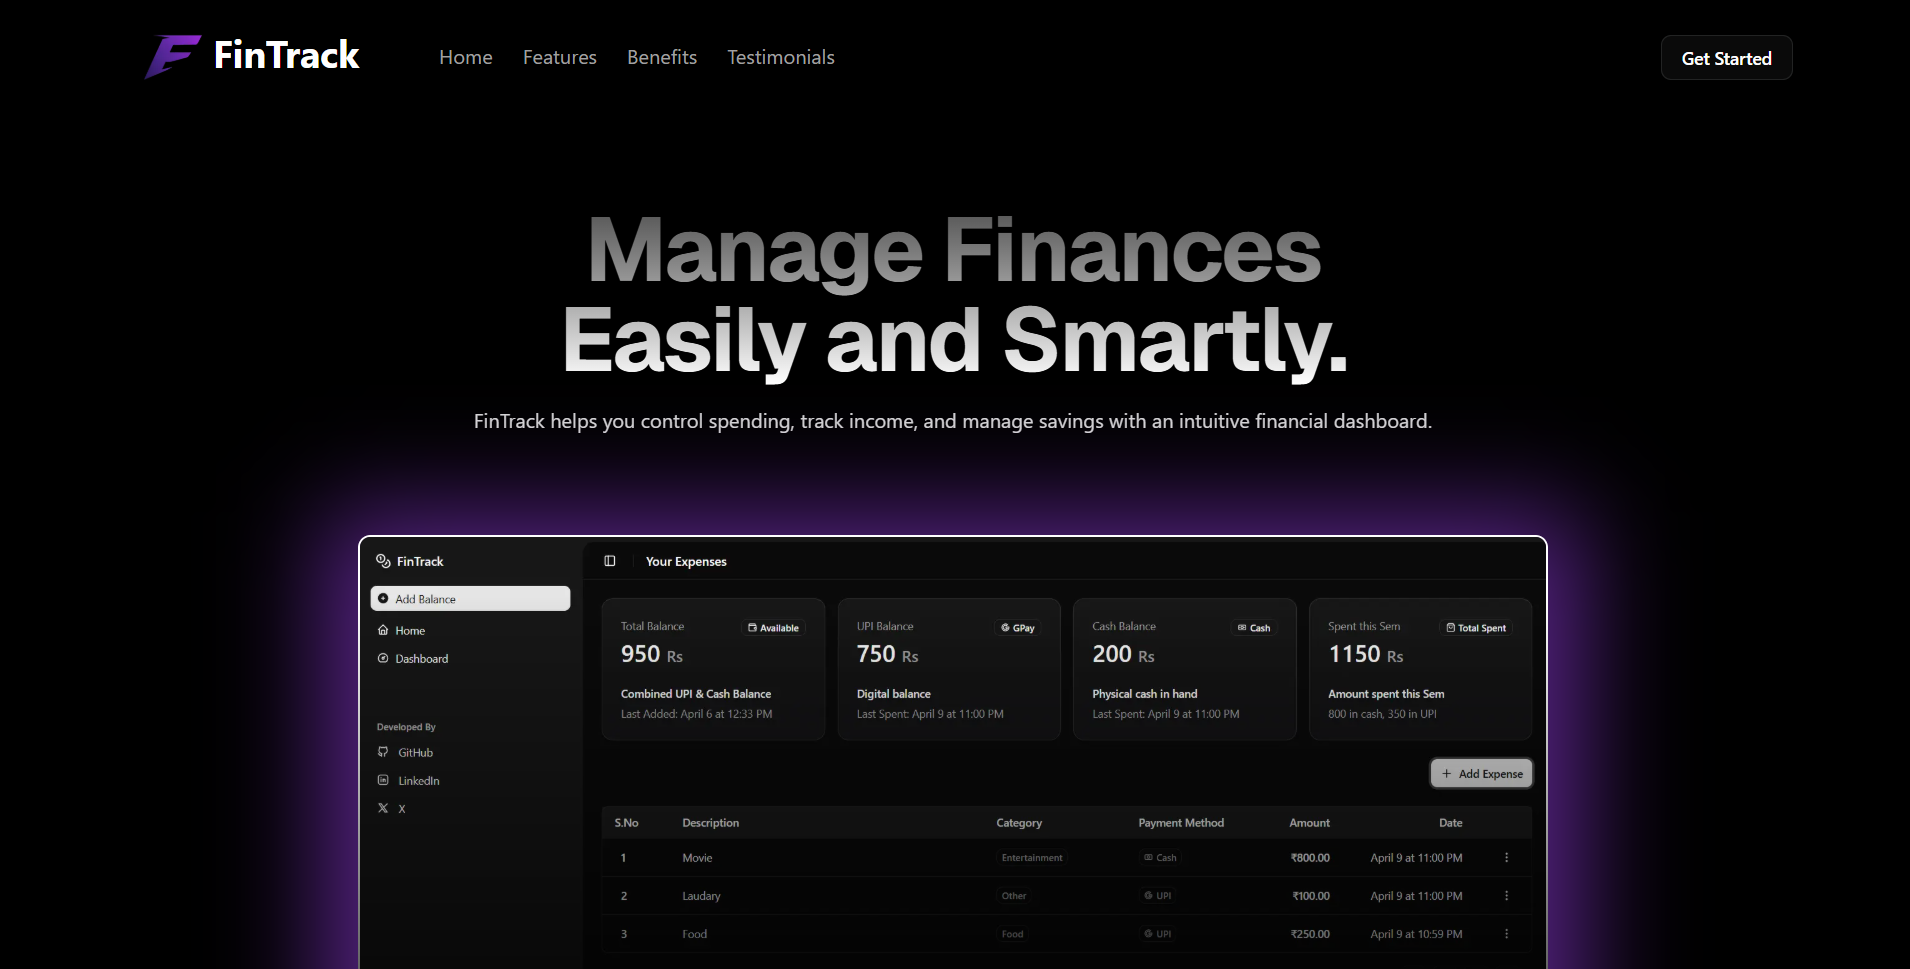 FinTrack
Home Features Benefits Testimonials
Get Started
Manage Finances
Easily and Smartly.
FinTrack helps you control spending, track income, and manage savings with an intuitive financial dashboard.
FinTrack
Add Balance
Home
Dashboard
Developed By
GitHub
LinkedIn
X
Your Expenses
Total Balance Available
950 Rs
Combined UPI & Cash Balance
Last Added: April 6 at 12:33 PM
UPI Balance GPay
750 Rs
Digital balance
Last Spent: April 9 at 11:00 PM
Cash Balance Cash
200 Rs
Physical cash in hand
Last Spent: April 9 at 11:00 PM
Spent this Sem Total Spent
1150 Rs
Amount spent this Sem
800 in cash, 350 in UPI
+ Add Expense
S.No Description Category Payment Method Amount Date
1 Movie Entertainment Cash ₹800.00 April 9 at 11:00 PM
2 Laudary Other UPI ₹100.00 April 9 at 11:00 PM
3 Food Food UPI ₹250.00 April 9 at 10:59 PM